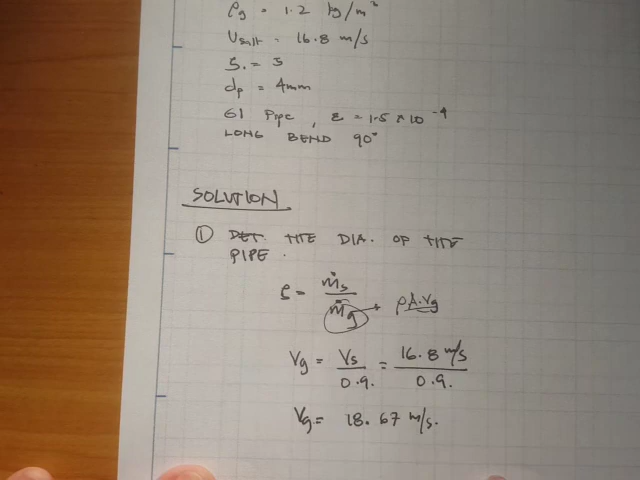 ρg = 1.2 kg/m³
Vsalt = 16.8 m/s
ζ. = 5
dp = 4mm
GI Pipe, ε = 1.5 x 10⁻⁴
LONG BEND 90°
SOLUTION
① DET. THE DIA. OF THE
PIPE.
ζ = ṁs / ṁg → ρA.Vg
Vg = Vs / 0.9. = 16.8 m/s / 0.9.
Vg = 18.67 m/s.